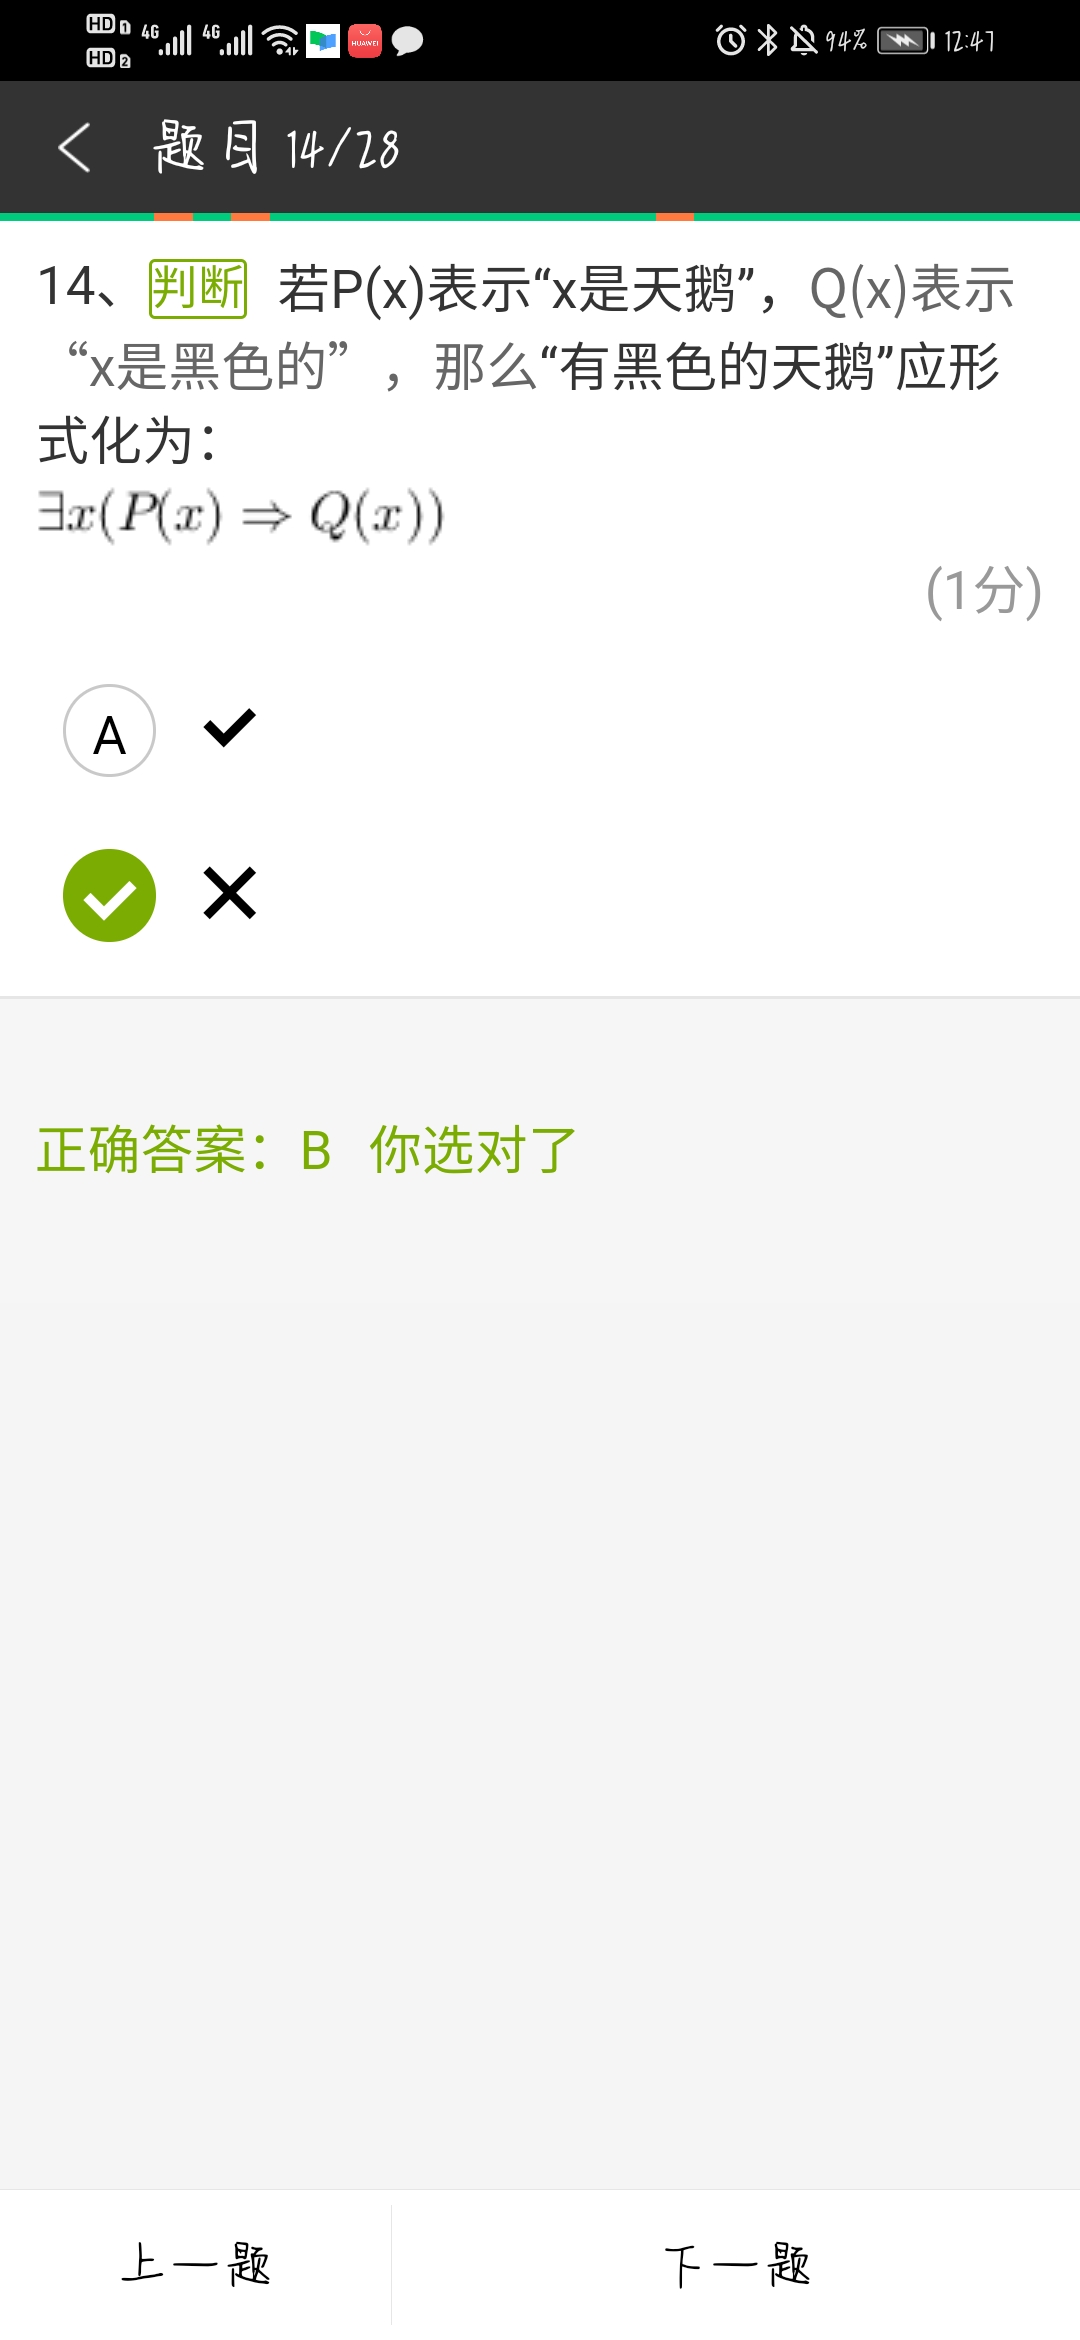 HD 1 4G 4G HUAWEI 94% 12:47
HD 2
题目 14/28
14、 判断 若P(x)表示“x是天鹅”，Q(x)表示
“x是黑色的”，那么“有黑色的天鹅”应形
式化为：
∃x(P(x) ⇒ Q(x))
(1分)
A
正确答案：B 你选对了
上一题 下一题